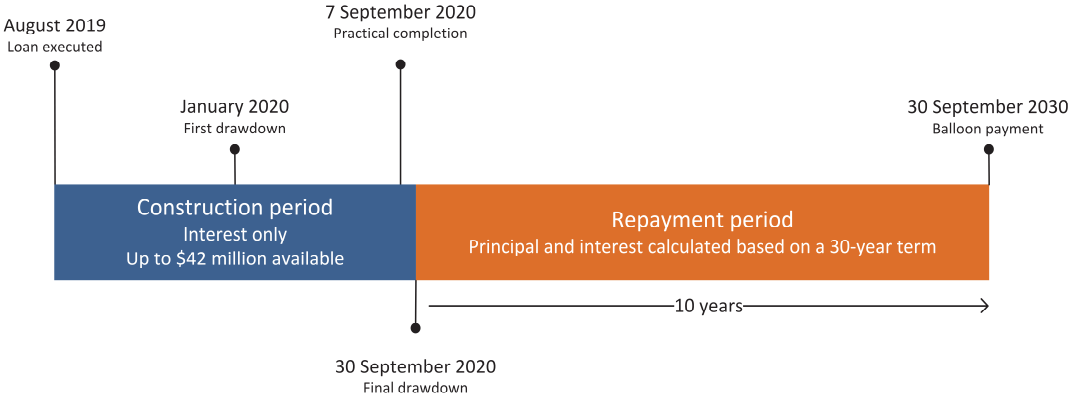 August 2019
Loan executed
7 September 2020
Practical completion
January 2020
First drawdown
30 September 2030
Balloon payment
Construction period
Interest only
Up to $42 million available
Repayment period
Principal and interest calculated based on a 30-year term
10 years
30 September 2020
Final drawdown